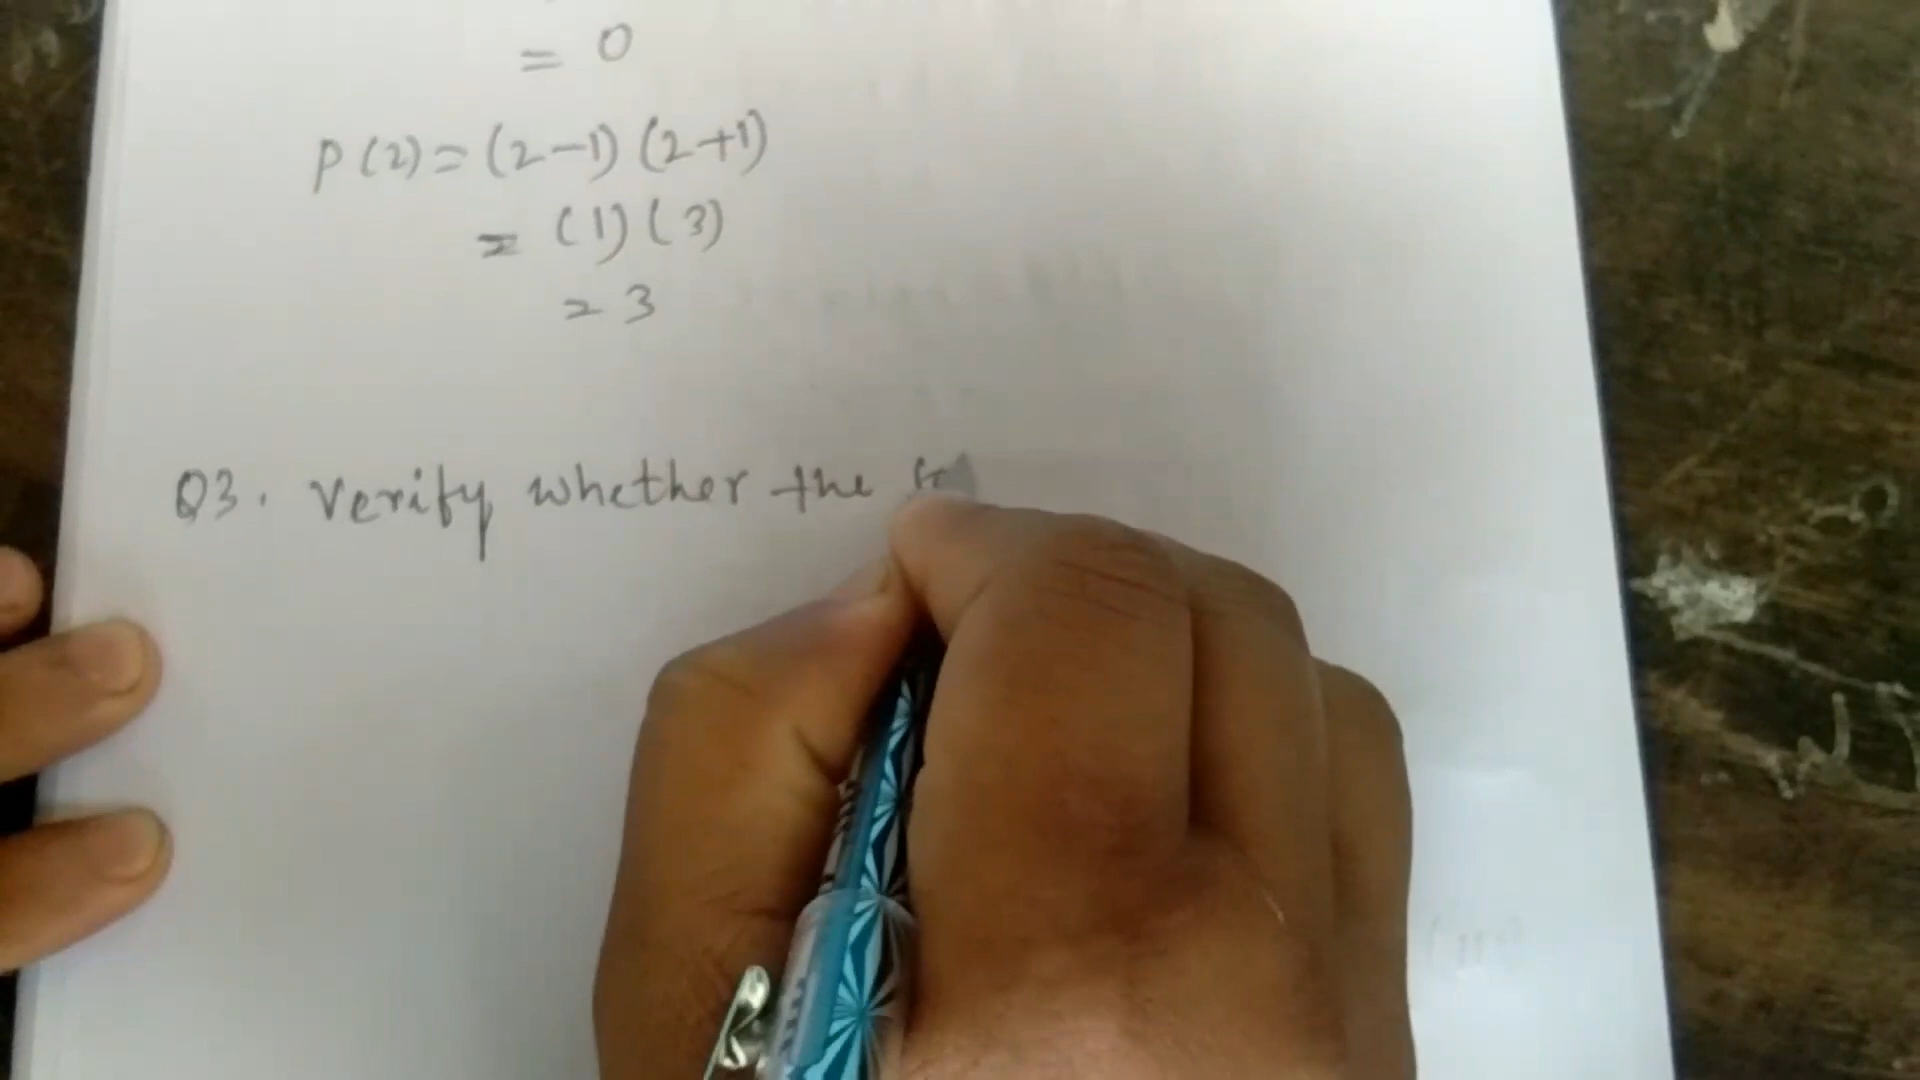 = 0
P(2) = (2-1) (2+1)
= (1) (3)
= 3
Q3. Verify whether the